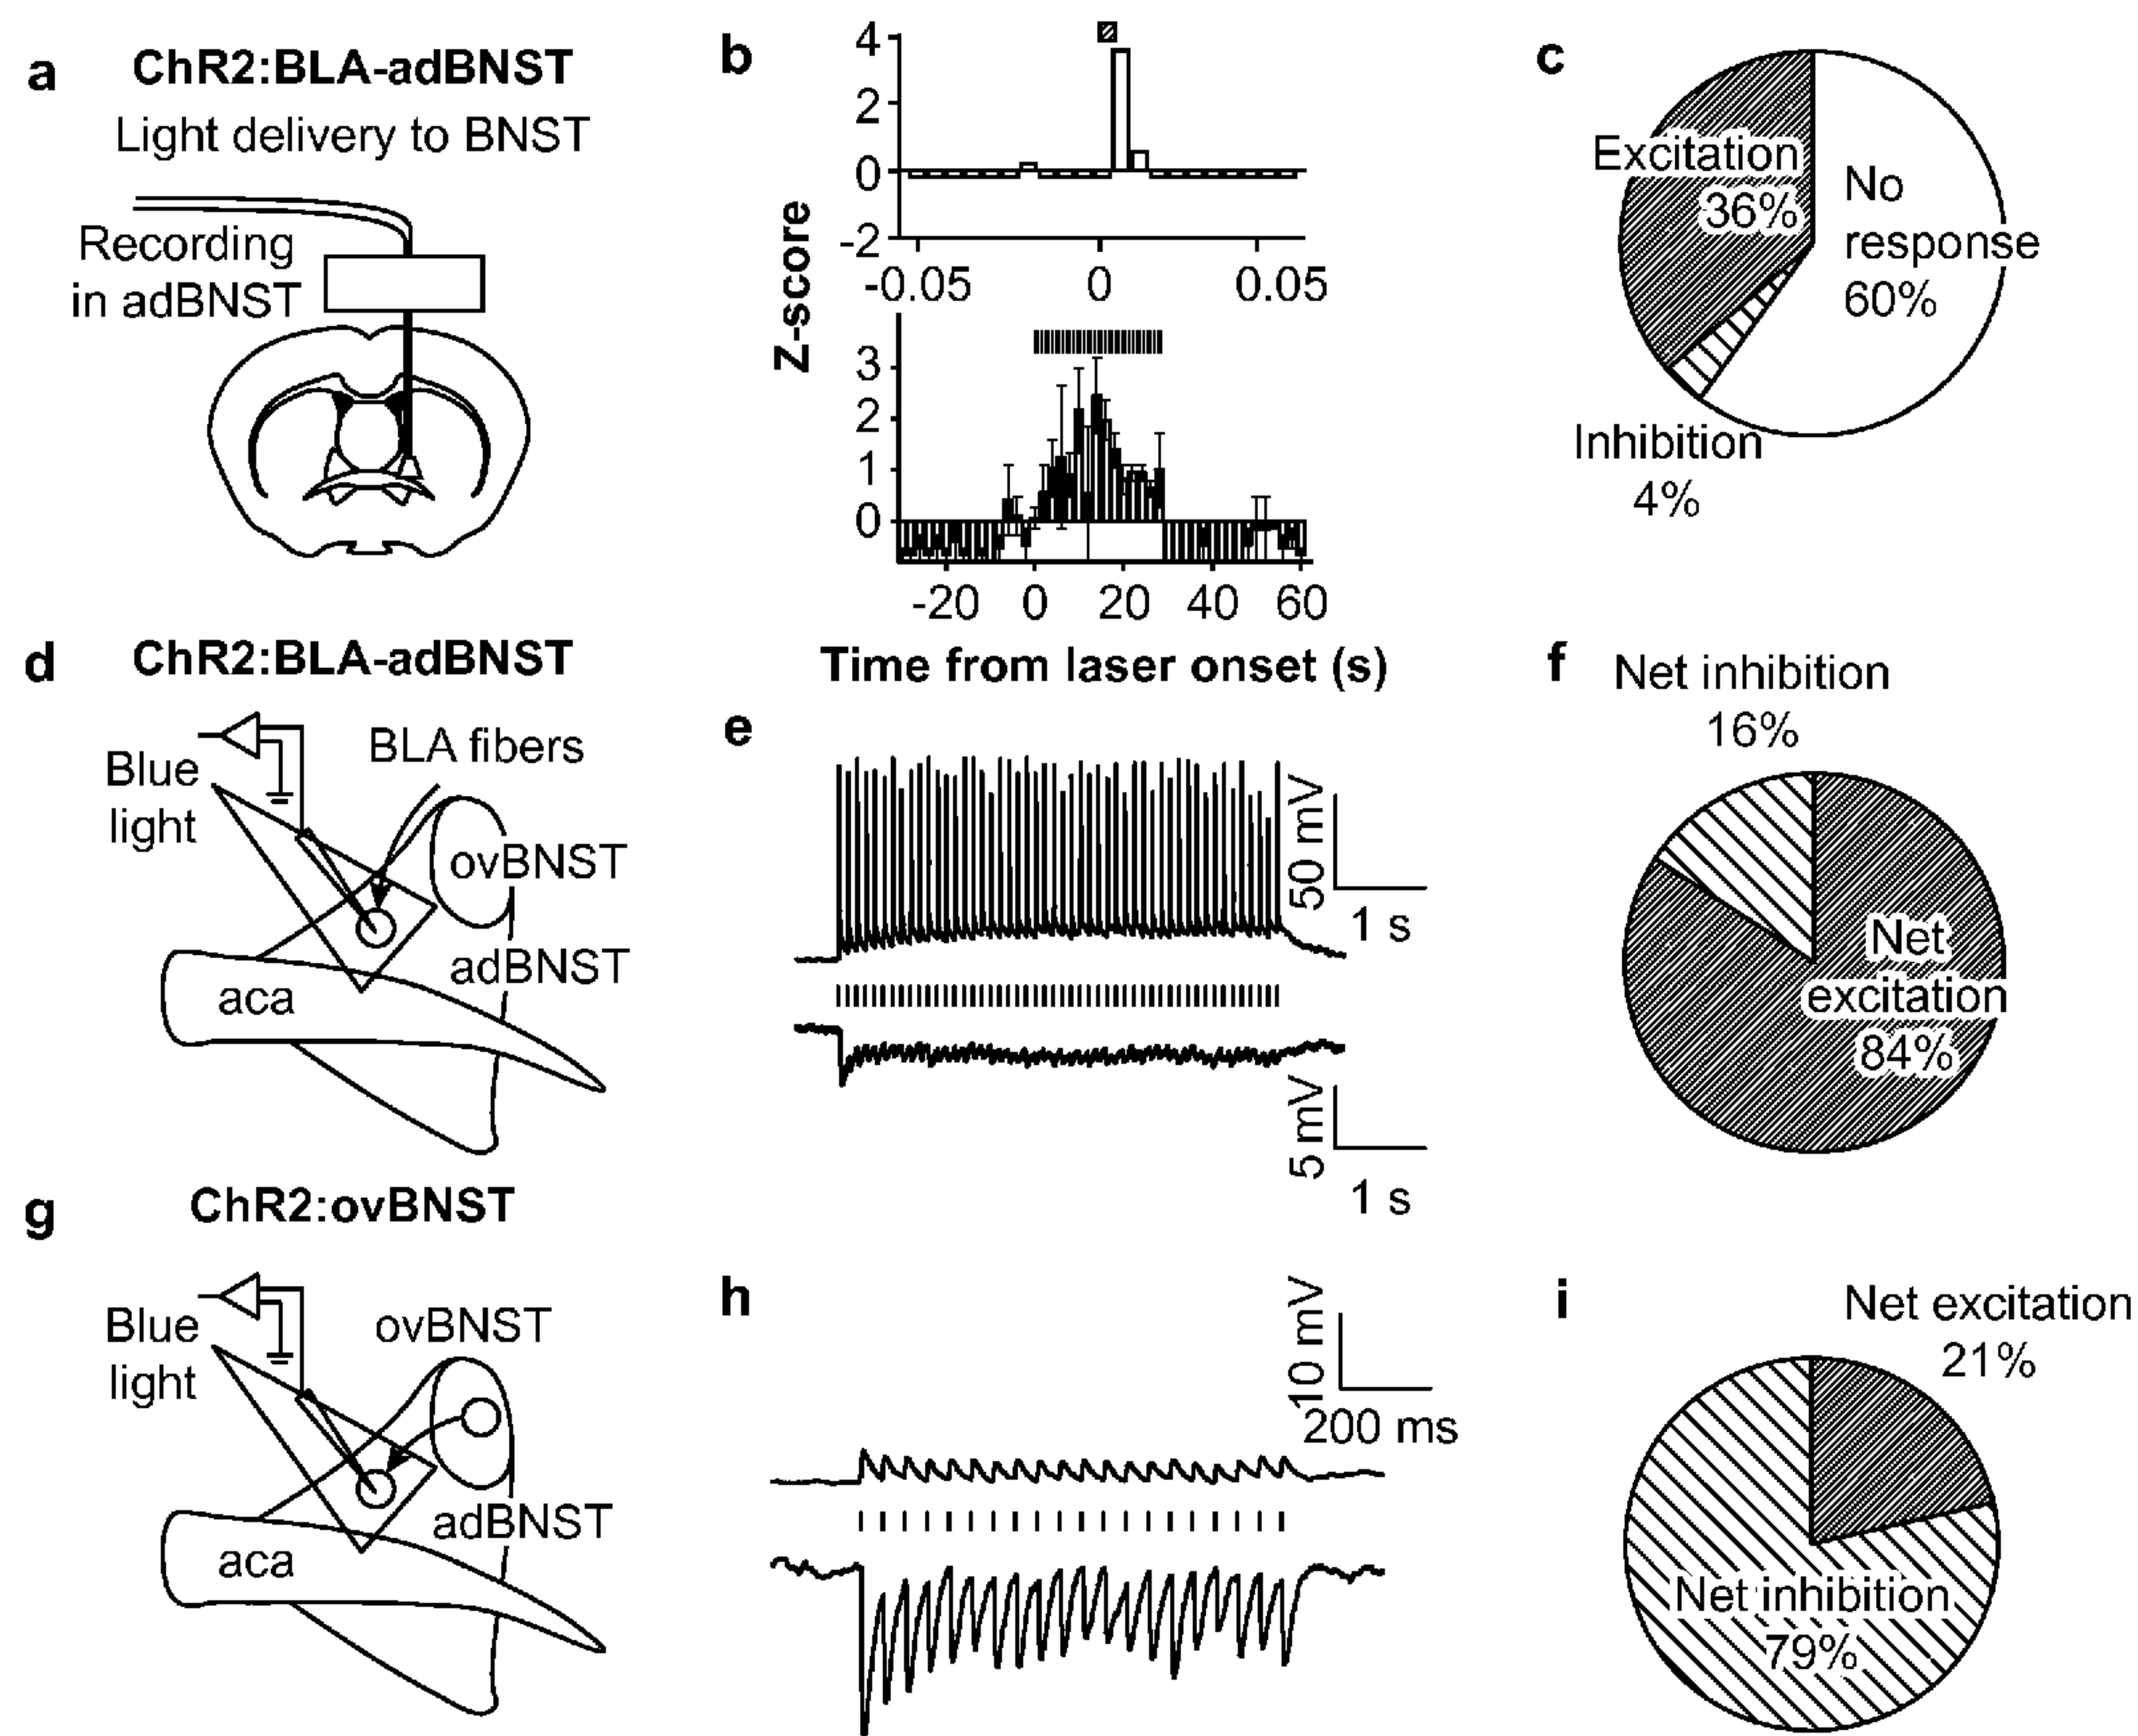 a
ChR2:BLA-adBNST
Light delivery to BNST
Recording
in adBNST
b
4
2
0
-2
-0.05
0
0.05
Z-score
3
2
1
0
-20
0
20
40
60
Time from laser onset (s)
c
Excitation
36%
No
response
60%
Inhibition
4%
d
ChR2:BLA-adBNST
Blue
light
BLA fibers
ovBNST
adBNST
aca
e
50 mV
1 s
5 mV
1 s
f
Net inhibition
16%
Net
excitation
84%
g
ChR2:ovBNST
Blue
light
ovBNST
adBNST
aca
h
10 mV
200 ms
i
Net excitation
21%
Net inhibition
79%